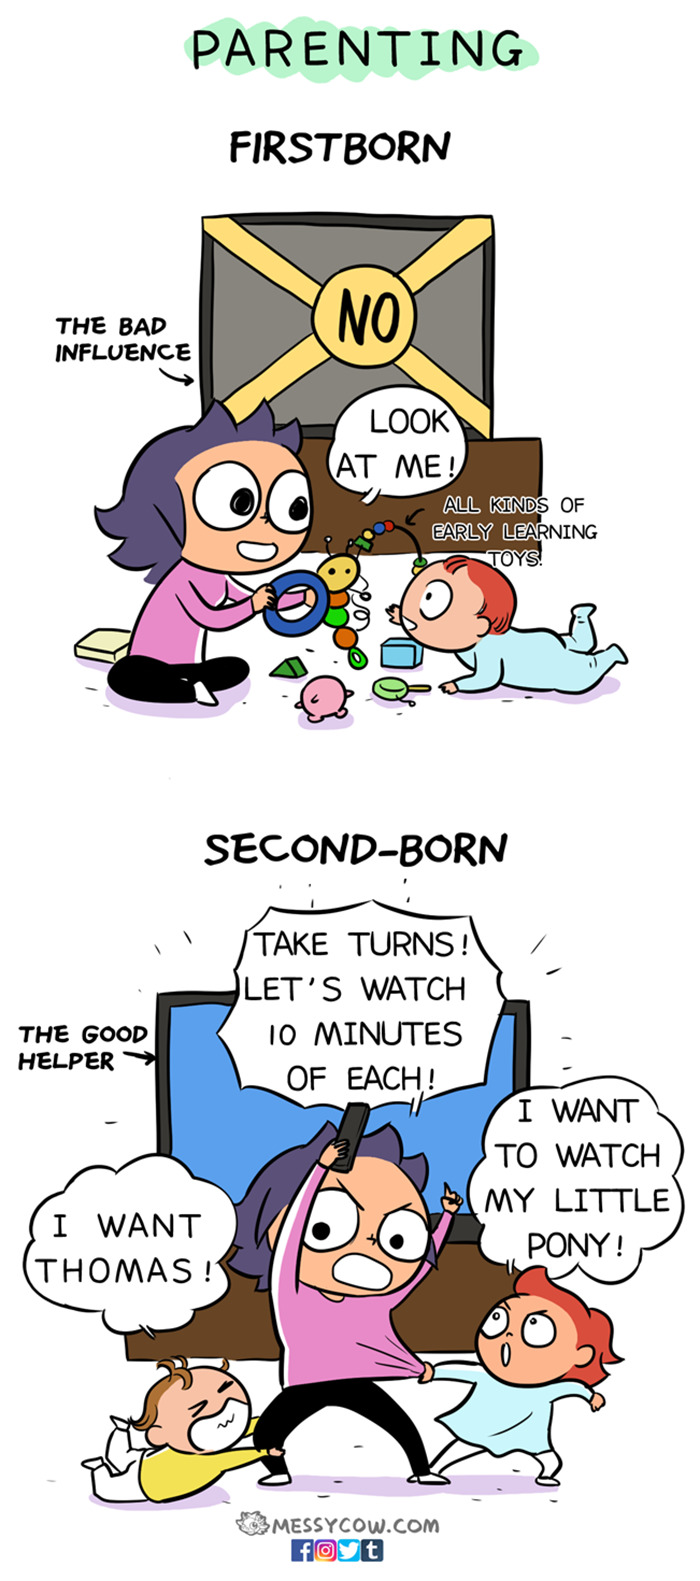 PARENTING
FIRSTBORN
NO
THE BAD
INFLUENCE
LOOK
AT ME!
ALL KINDS OF
EARLY LEARNING
TOYS!
SECOND-BORN
TAKE TURNS!
LET'S WATCH
10 MINUTES
OF EACH!
THE GOOD
HELPER
I WANT
TO WATCH
MY LITTLE
PONY!
I WANT
THOMAS!
MESSYCOW.COM